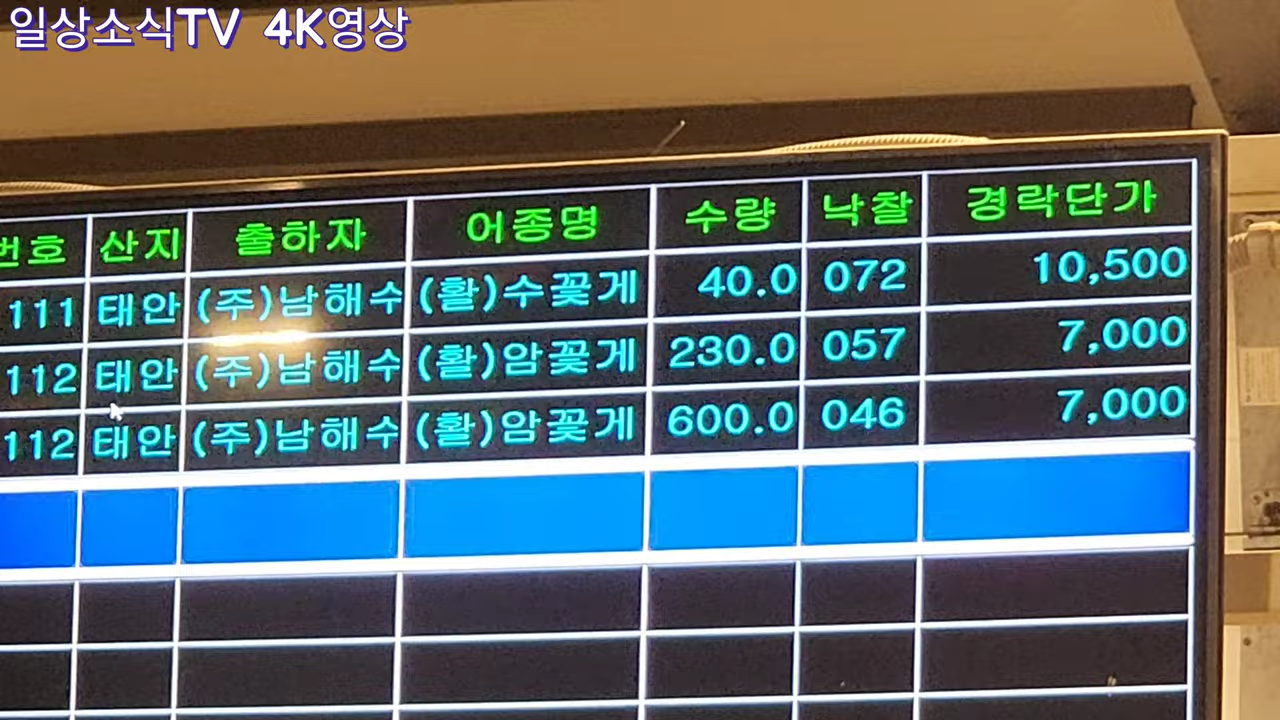 일상소식TV 4K영상
번호 산지 출하자 어종명 수량 낙찰 경락단가
111 태안 (주)남해수 (활)수꽃게 40.0 072 10,500
112 태안 (주)남해수 (활)암꽃게 230.0 057 7,000
112 태안 (주)남해수 (활)암꽃게 600.0 046 7,000